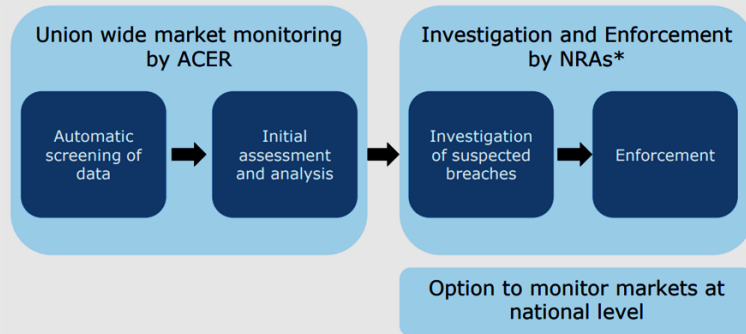 Union wide market monitoring
by ACER
Automatic
screening of
data
Initial
assessment
and analysis
Investigation and Enforcement
by NRAs*
Investigation
of suspected
breaches
Enforcement
Option to monitor markets at
national level